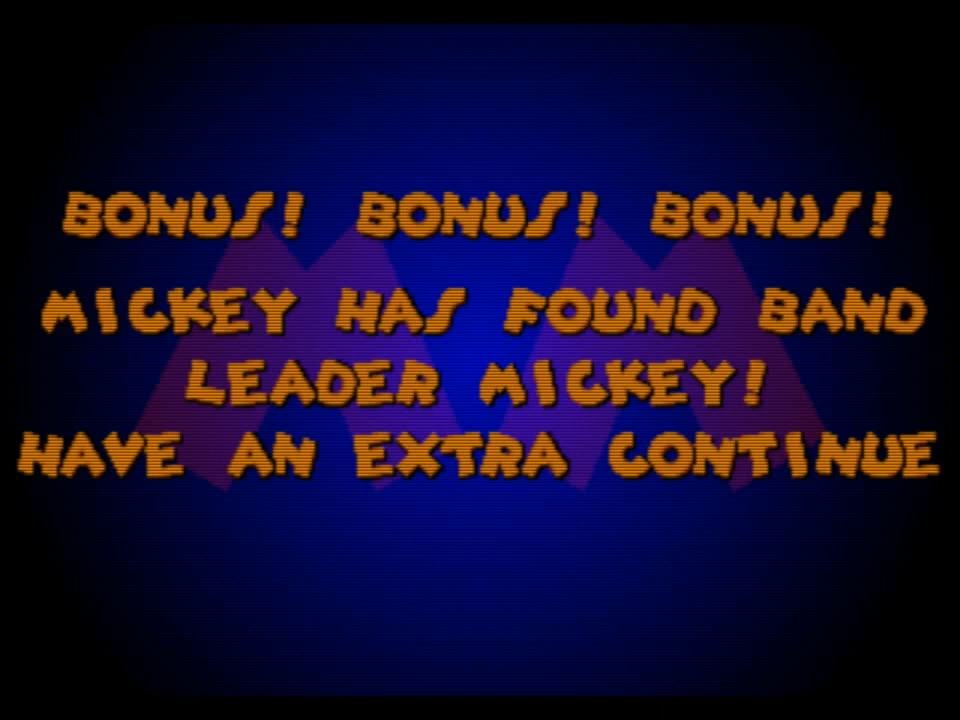 BONUS! BONUS! BONUS!
MICKEY HAS FOUND BAND
LEADER MICKEY!
HAVE AN EXTRA CONTINUE